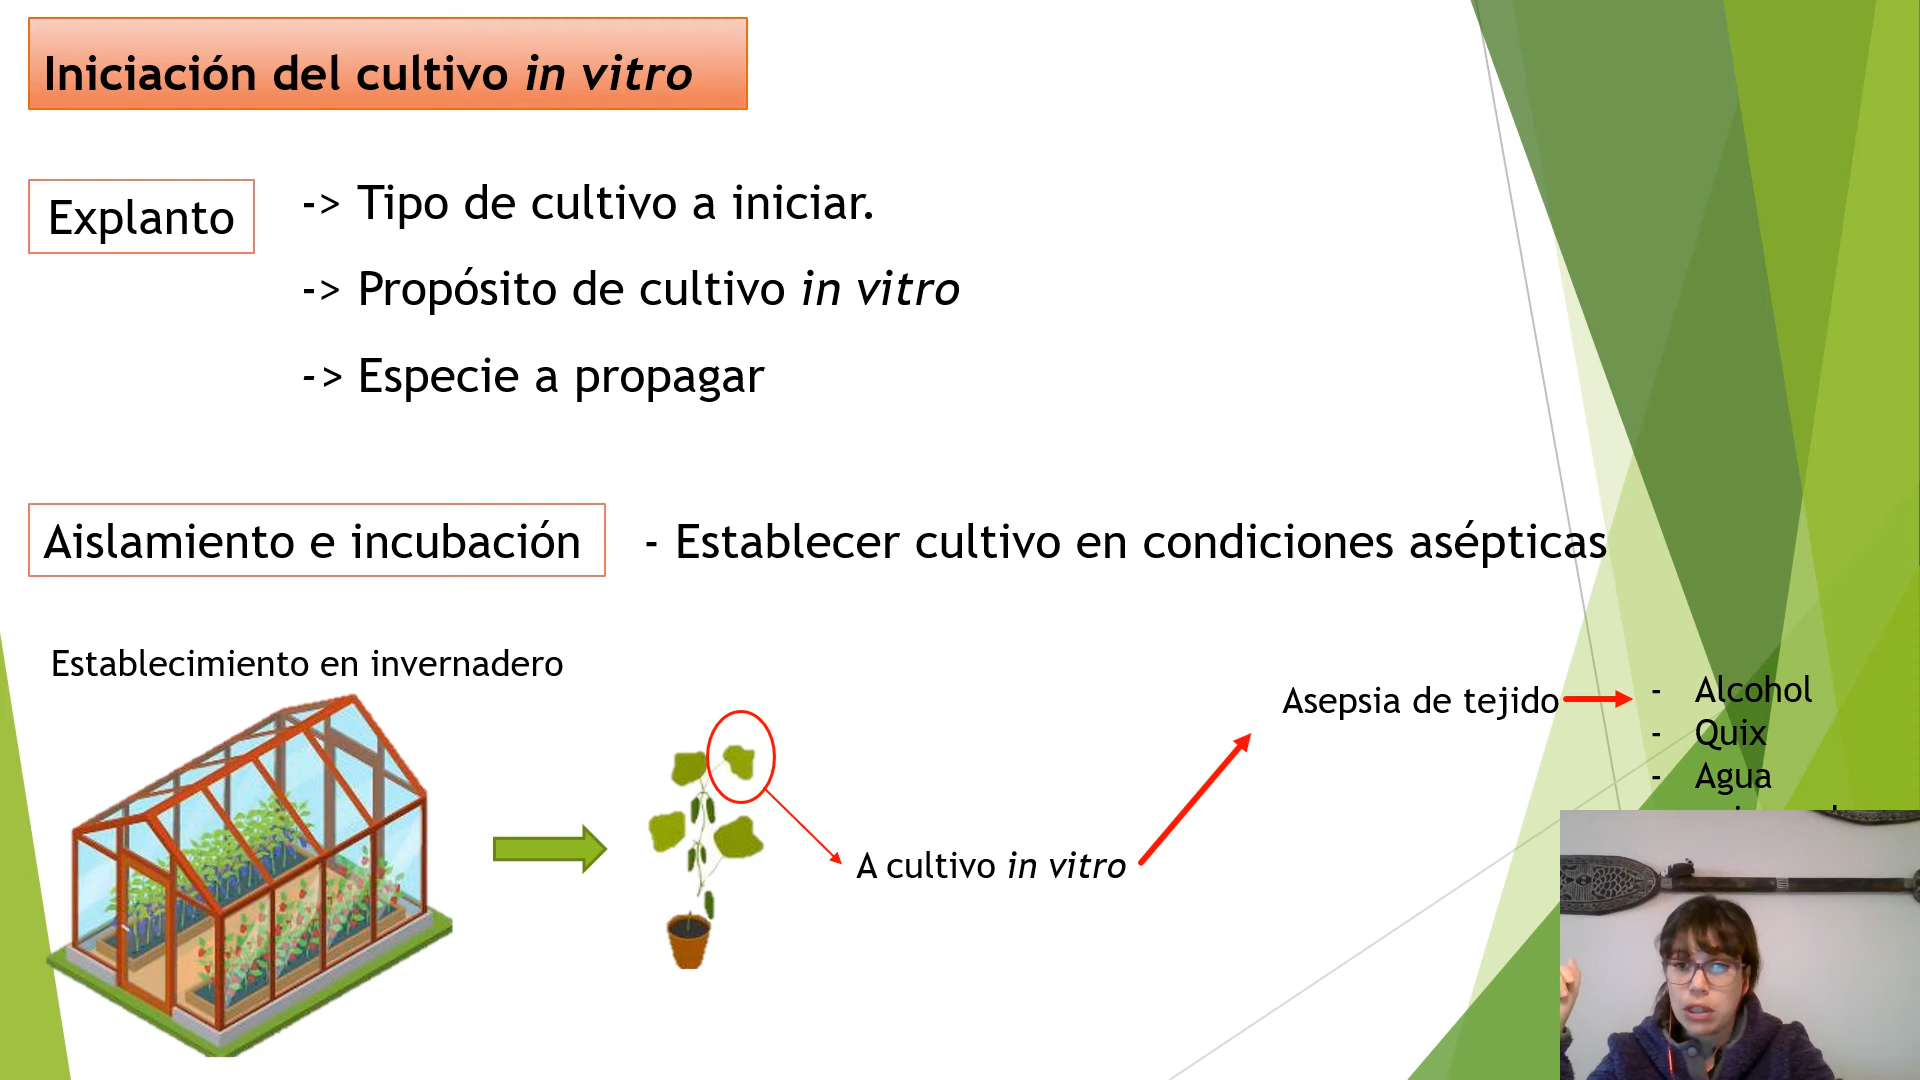 Iniciación del cultivo in vitro
Explanto
-> Tipo de cultivo a iniciar.
-> Propósito de cultivo in vitro
-> Especie a propagar
Aislamiento e incubación
- Establecer cultivo en condiciones asépticas
Establecimiento en invernadero
A cultivo in vitro
Asepsia de tejido
- Alcohol
- Quix
- Agua